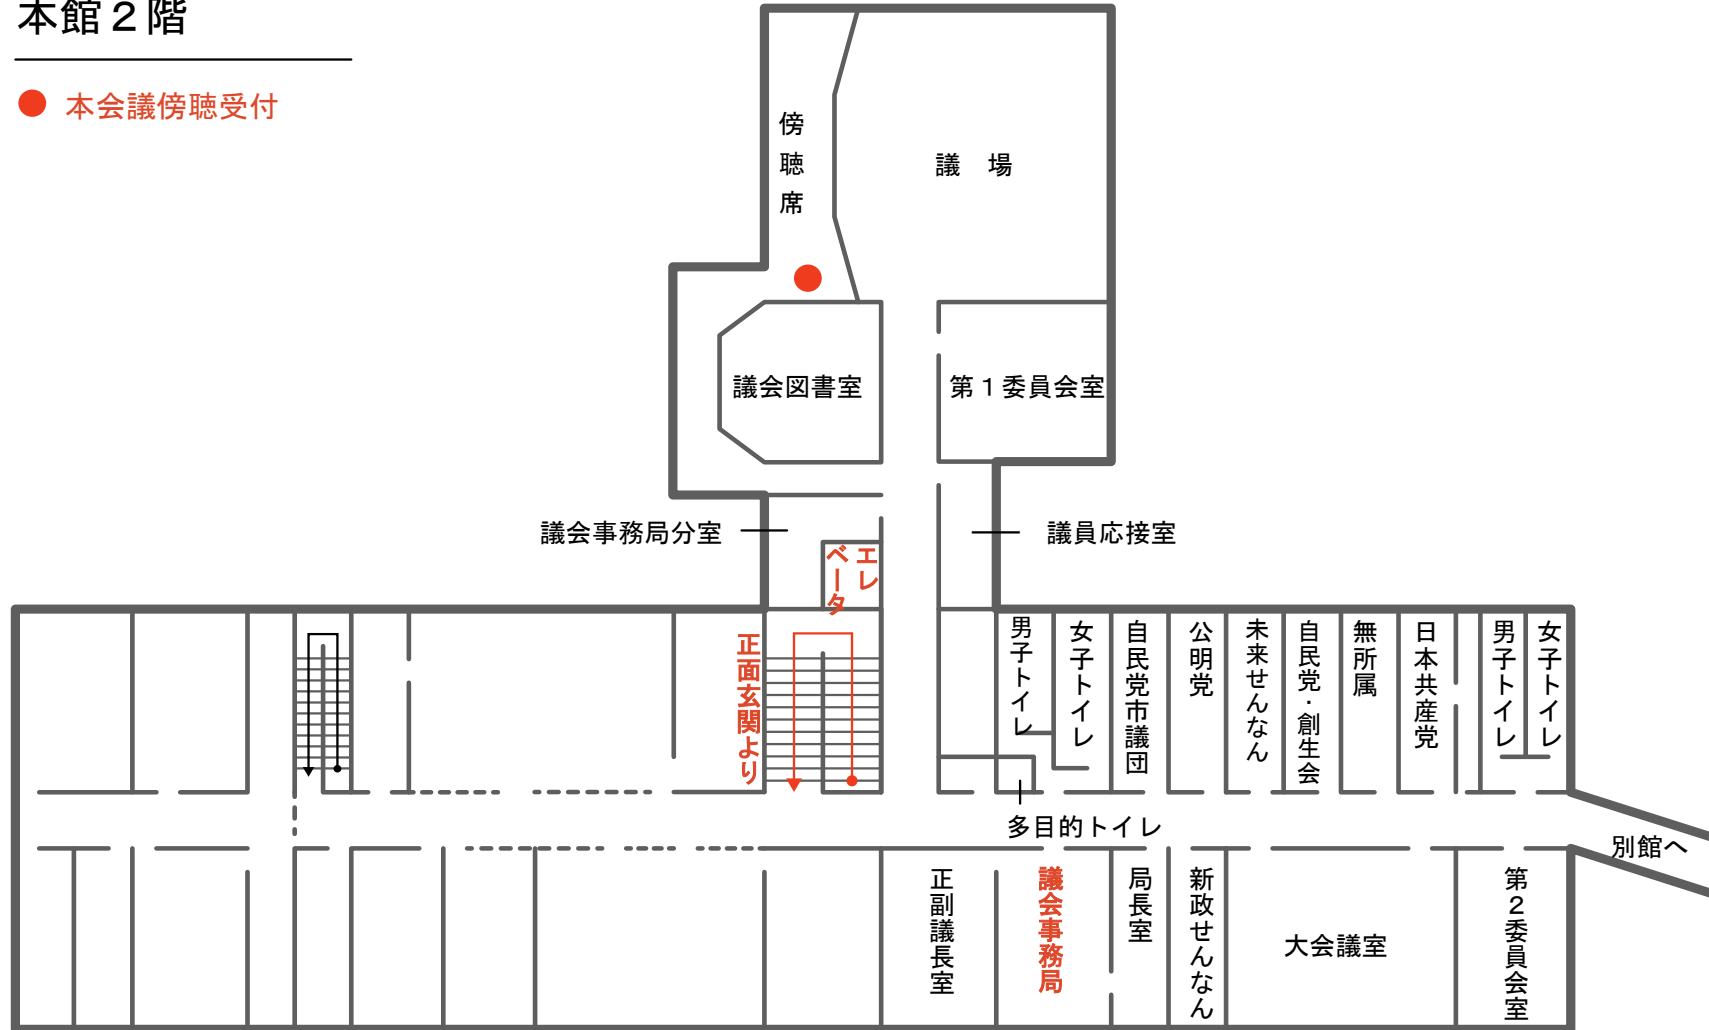 本館２階
本会議傍聴受付
傍聴席
議　場
議会図書室
第１委員会室
議会事務局分室
議員応接室
エレベータ
正面玄関より
男子トイレ
女子トイレ
自民党市議団
公明党
未来せんなん
自民党・創生会
無所属
日本共産党
男子トイレ
女子トイレ
多目的トイレ
別館へ
正副議長室
議会事務局
局長室
新政せんなん
大会議室
第２委員会室